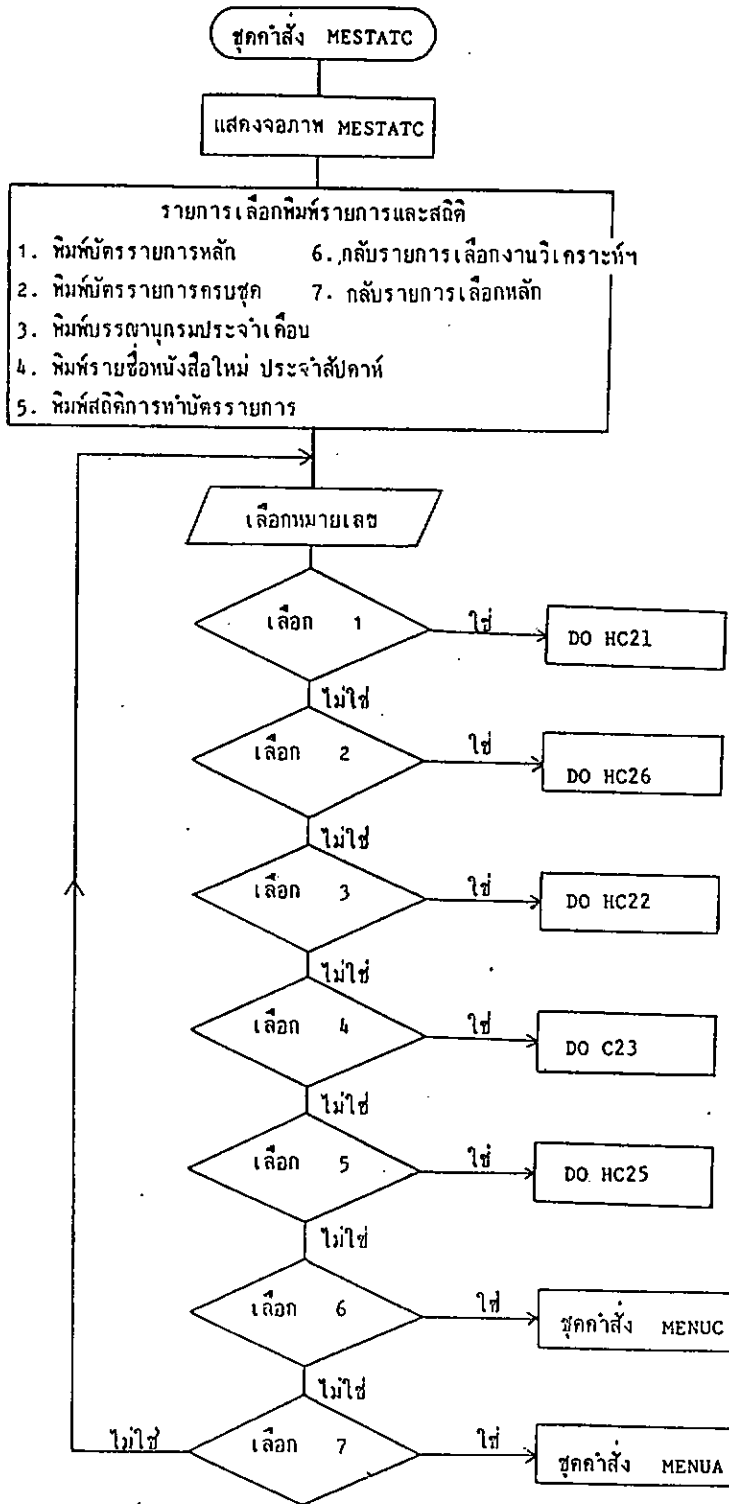 ชุดคำสั่ง MESTATC
แสดงจอภาพ MESTATC
รายการเลือกพิมพ์รายการและสถิติ
1. พิมพ์บัตรรายการหลัก 6. กลับรายการเลือกงานวิเคราะห์ฯ
2. พิมพ์บัตรรายการครบชุด 7. กลับรายการเลือกหลัก
3. พิมพ์บรรณานุกรมประจำเดือน
4. พิมพ์รายชื่อหนังสือใหม่ ประจำสัปดาห์
5. พิมพ์สถิติการทำบัตรรายการ
เลือกหมายเลข
เลือก 1 ใช่ DO HC21
ไม่ใช่
เลือก 2 ใช่ DO HC26
ไม่ใช่
เลือก 3 ใช่ DO HC22
ไม่ใช่
เลือก 4 ใช่ DO C23
ไม่ใช่
เลือก 5 ใช่ DO HC25
ไม่ใช่
เลือก 6 ใช่ ชุดคำสั่ง MENUC
ไม่ใช่
ไม่ใช่ เลือก 7 ใช่ ชุดคำสั่ง MENUA